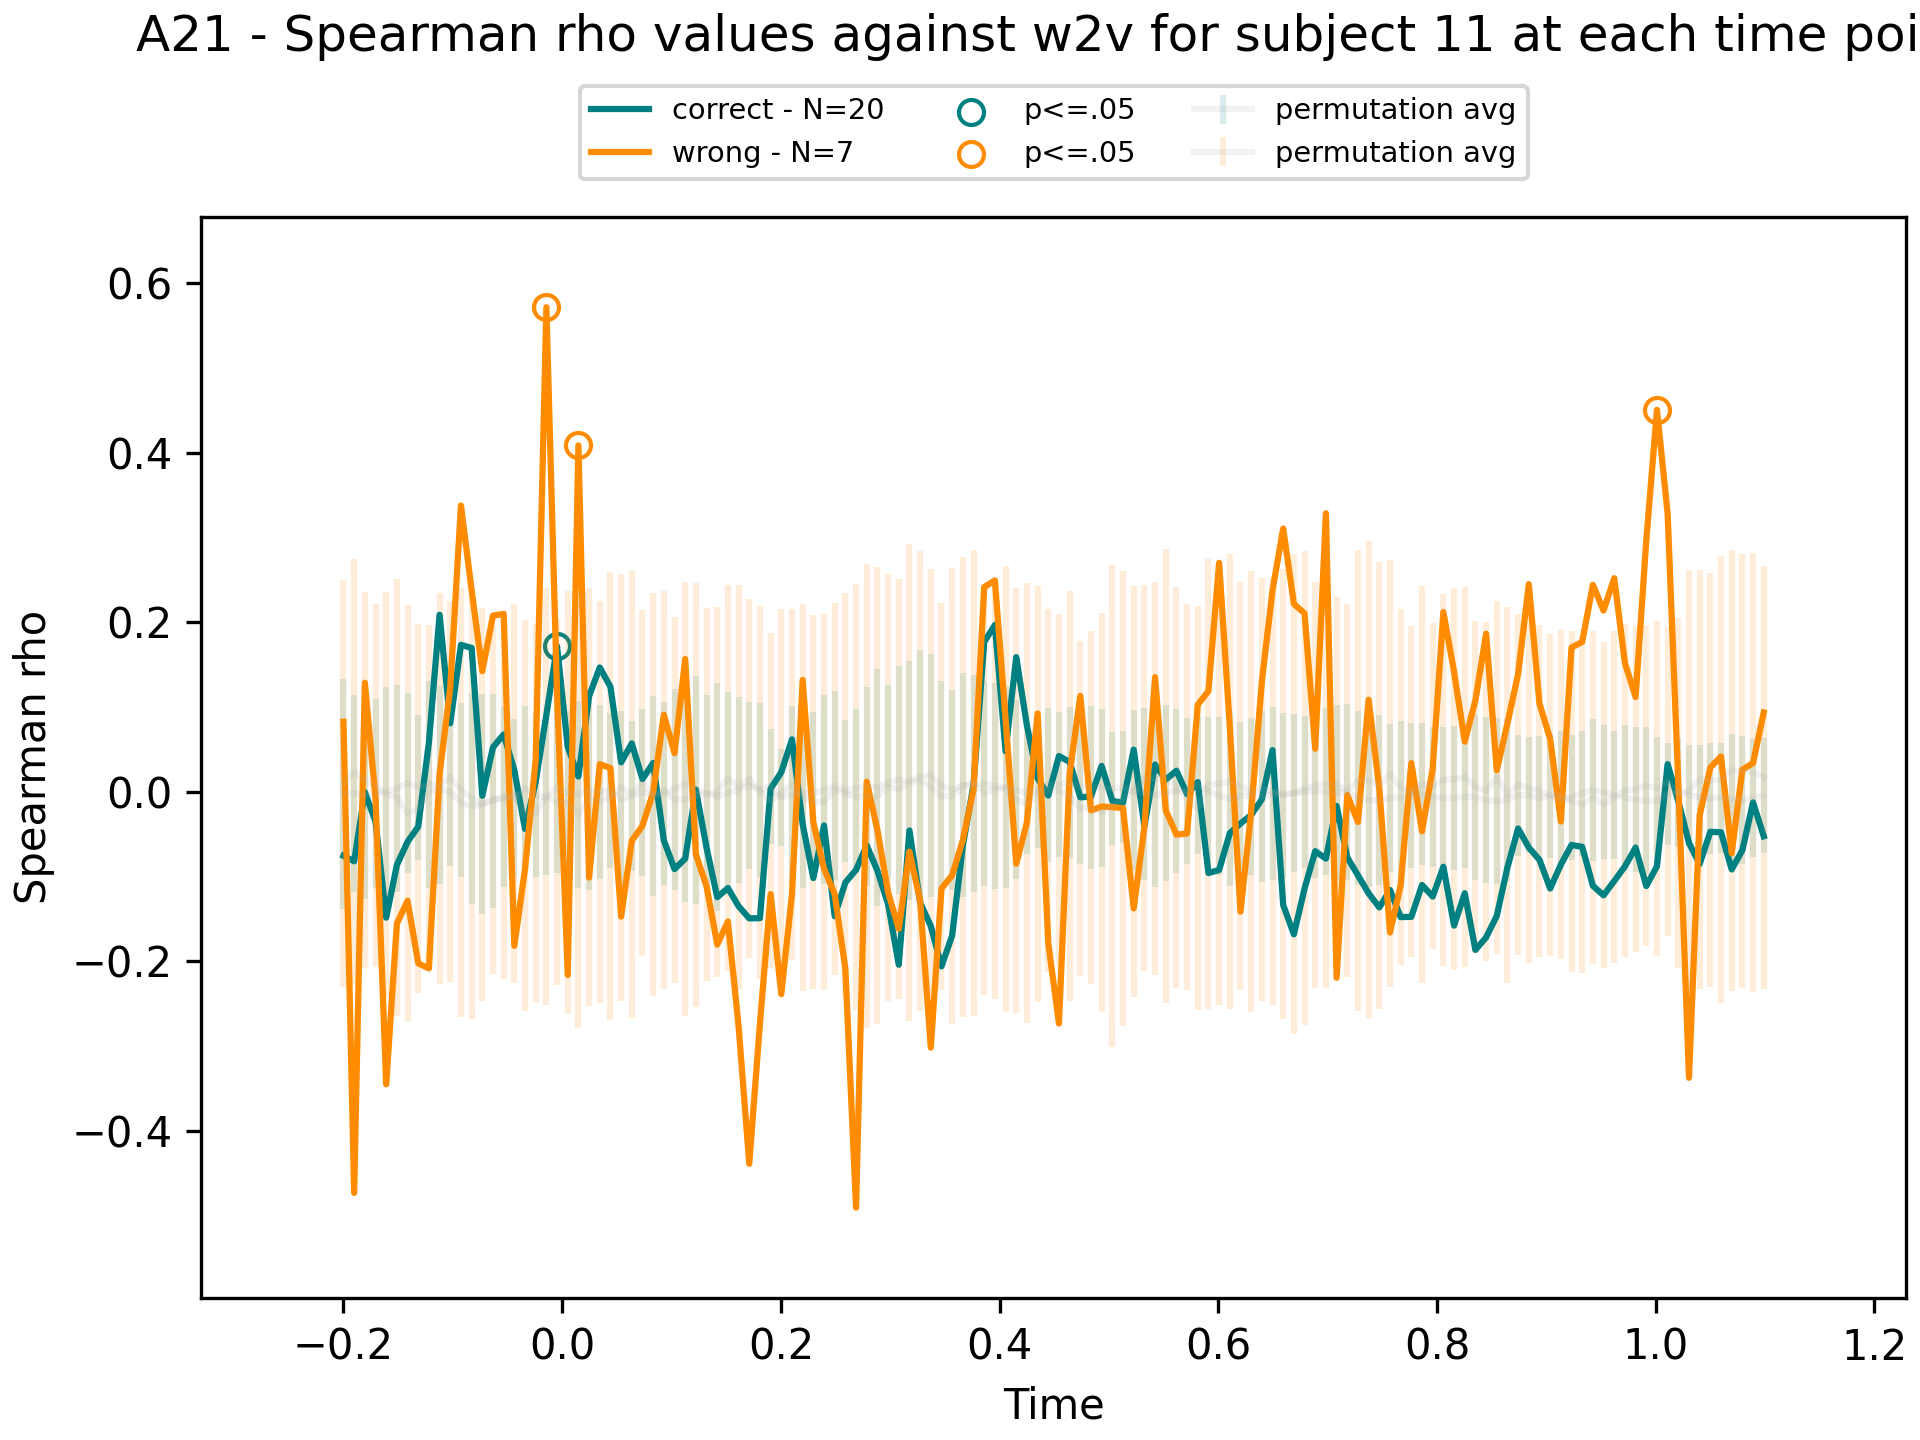 A21 - Spearman rho values against w2v for subject 11 at each time poi
correct - N=20
wrong - N=7
p<=.05
p<=.05
permutation avg
permutation avg
Spearman rho
0.6
0.4
0.2
0.0
−0.2
−0.4
−0.2 0.0 0.2 0.4 0.6 0.8 1.0 1.2
Time